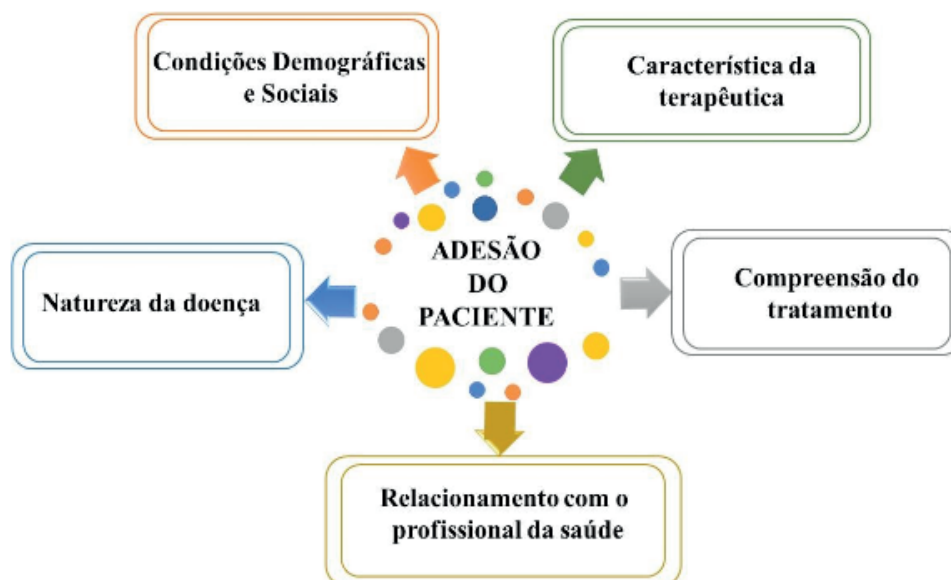 Condições Demográficas
e Sociais
Característica da
terapêutica
ADESÃO
DO
PACIENTE
Natureza da doença
Compreensão do
tratamento
Relacionamento com o
profissional da saúde